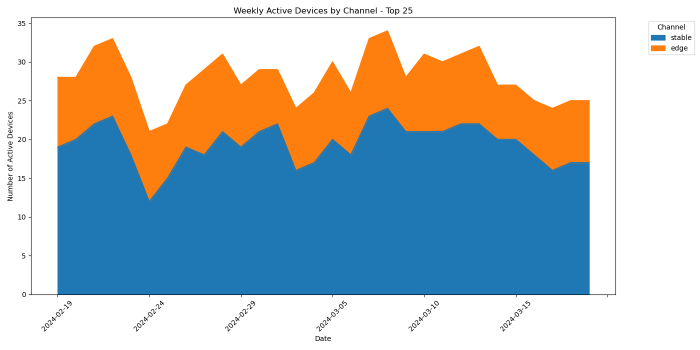 Weekly Active Devices by Channel - Top 25
Channel
stable
edge
Number of Active Devices
35
30
25
20
15
10
5
0
2024-02-19
2024-02-24
2024-02-29
2024-03-05
2024-03-10
2024-03-15
Date